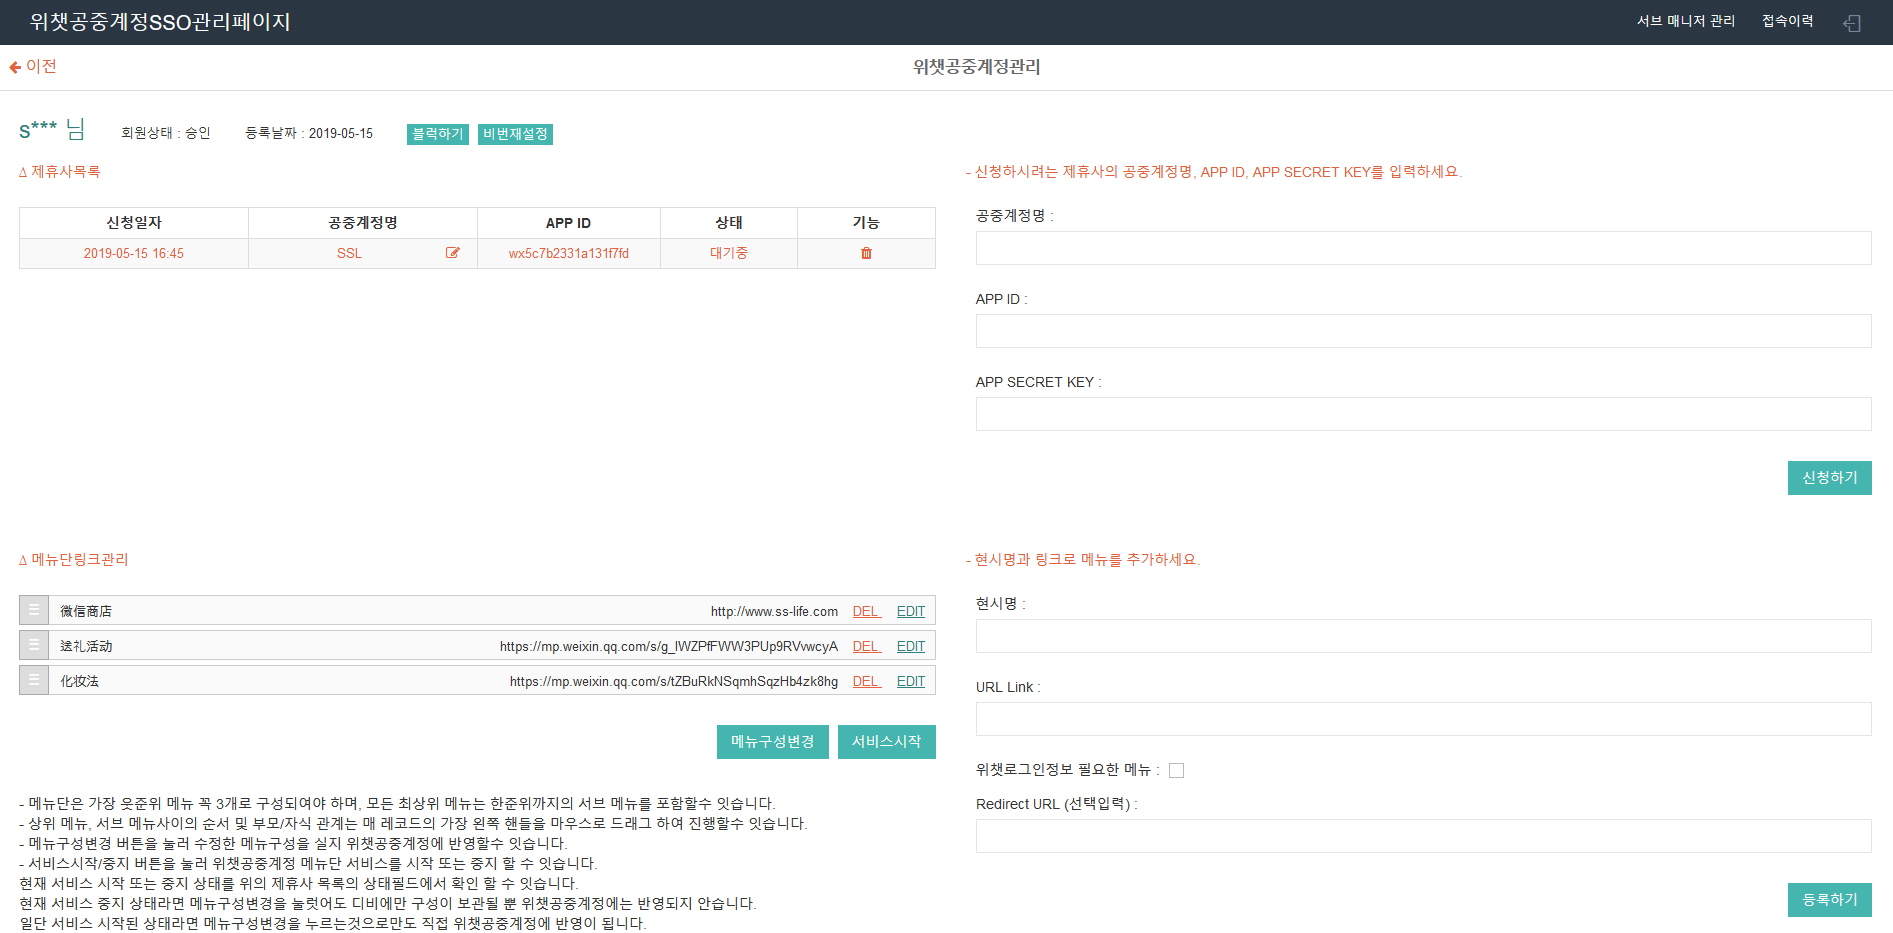 위챗공중계정SSO관리페이지
서브 매니저 관리
접속이력
이전
위챗공중계정관리
s*** 님
회원상태 : 승인
등록날짜 : 2019-05-15
블럭하기
비번재설정
∆ 제휴사목록
신청일자 공중계정명 APP ID 상태 기능
2019-05-15 16:45 SSL wx5c7b2331a131f7fd 대기중
- 신청하시려는 제휴사의 공중계정명, APP ID, APP SECRET KEY를 입력하세요.
공중계정명 :
APP ID :
APP SECRET KEY :
신청하기
∆ 메뉴단링크관리
微信商店 http://www.ss-life.com DEL EDIT
送礼活动 https://mp.weixin.qq.com/s/g_lWZPfFWW3PUp9RVvwcyA DEL EDIT
化妆法 https://mp.weixin.qq.com/s/tZBuRkNSqmhSqzHb4zk8hg DEL EDIT
메뉴구성변경
서비스시작
- 메뉴단은 가장 웃준위 메뉴 꼭 3개로 구성되여야 하며, 모든 최상위 메뉴는 한준위까지의 서브 메뉴를 포함할수 잇습니다.
- 상위 메뉴, 서브 메뉴사이의 순서 및 부모/자식 관계는 매 레코드의 가장 왼쪽 핸들을 마우스로 드래그 하여 진행할수 잇습니다.
- 메뉴구성변경 버튼을 눌러 수정한 메뉴구성을 실지 위챗공중계정에 반영할수 잇습니다.
- 서비스시작/중지 버튼을 눌러 위챗공중계정 메뉴단 서비스를 시작 또는 중지 할 수 잇습니다.
현재 서비스 시작 또는 중지 상태를 위의 제휴사 목록의 상태필드에서 확인 할 수 잇습니다.
현재 서비스 중지 상태라면 메뉴구성변경을 눌럿어도 디비에만 구성이 보관될 뿐 위챗공중계정에는 반영되지 안습니다.
일단 서비스 시작된 상태라면 메뉴구성변경을 누르는것으로만도 직접 위챗공중계정에 반영이 됩니다.
- 현시명과 링크로 메뉴를 추가하세요.
현시명 :
URL Link :
위챗로그인정보 필요한 메뉴 :
Redirect URL (선택입력) :
등록하기